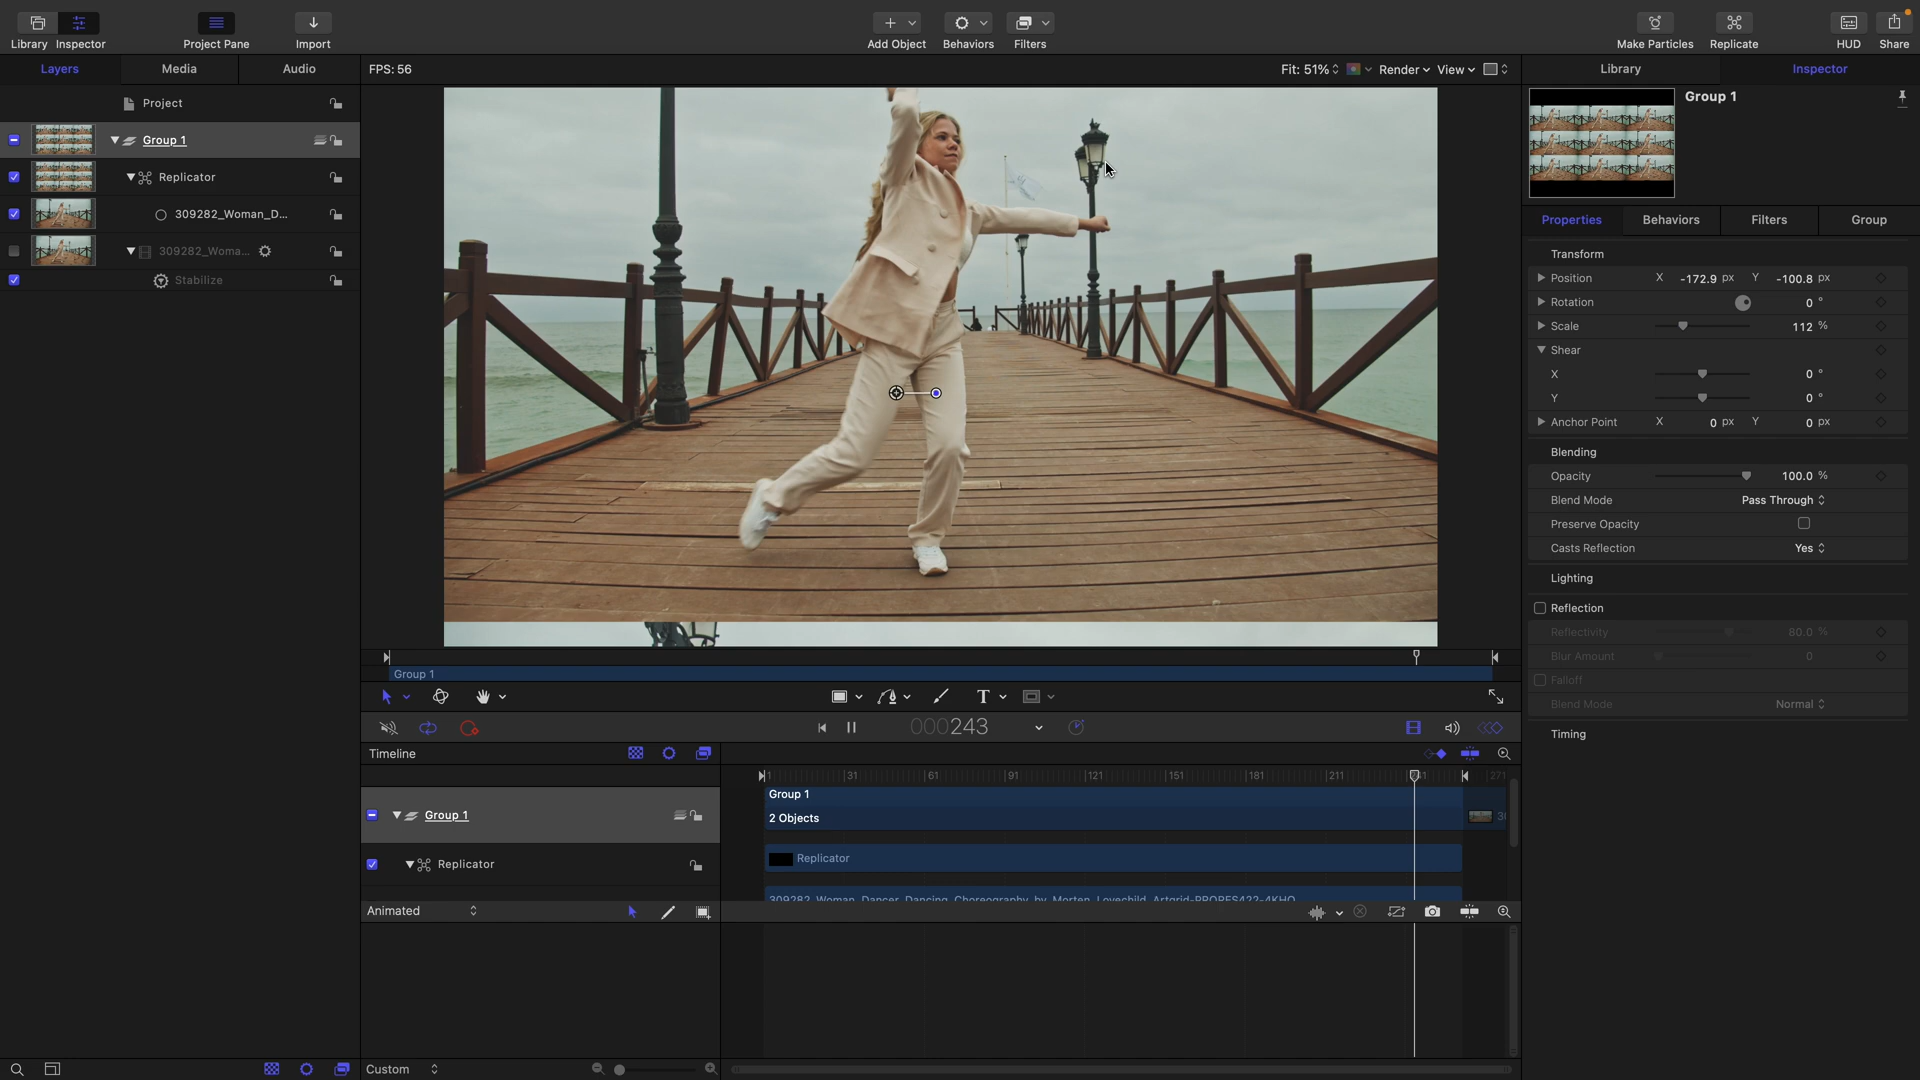 Library
Inspector
Project Pane
Import
Add Object
Behaviors
Filters
Make Particles
Replicate
HUD
Share
Layers
Media
Audio
FPS: 56
Fit: 51%
Render
View
Library
Inspector
Project
Group 1
Replicator
309282_Woman_D...
309282_Woma...
Stabilize
Group 1
Properties
Behaviors
Filters
Group
Transform
Position X -172.9 px Y -100.8 px
Rotation 0 °
Scale 112 %
Shear
X 0 °
Y 0 °
Anchor Point X 0 px Y 0 px
Blending
Opacity 100.0 %
Blend Mode Pass Through
Preserve Opacity
Casts Reflection Yes
Lighting
Reflection
Reflectivity 80.0 %
Blur Amount 0
Falloff
Blend Mode Normal
Timing
Group 1
000243
Timeline
1 31 61 91 121 151 181 211 271
Group 1
Group 1
2 Objects
Replicator
Replicator
309282_Woman_Dancer_Dancing_Choreography_by_Morten_Lovechild_Artgrid-PRORES422-4KHQ
Animated
Custom